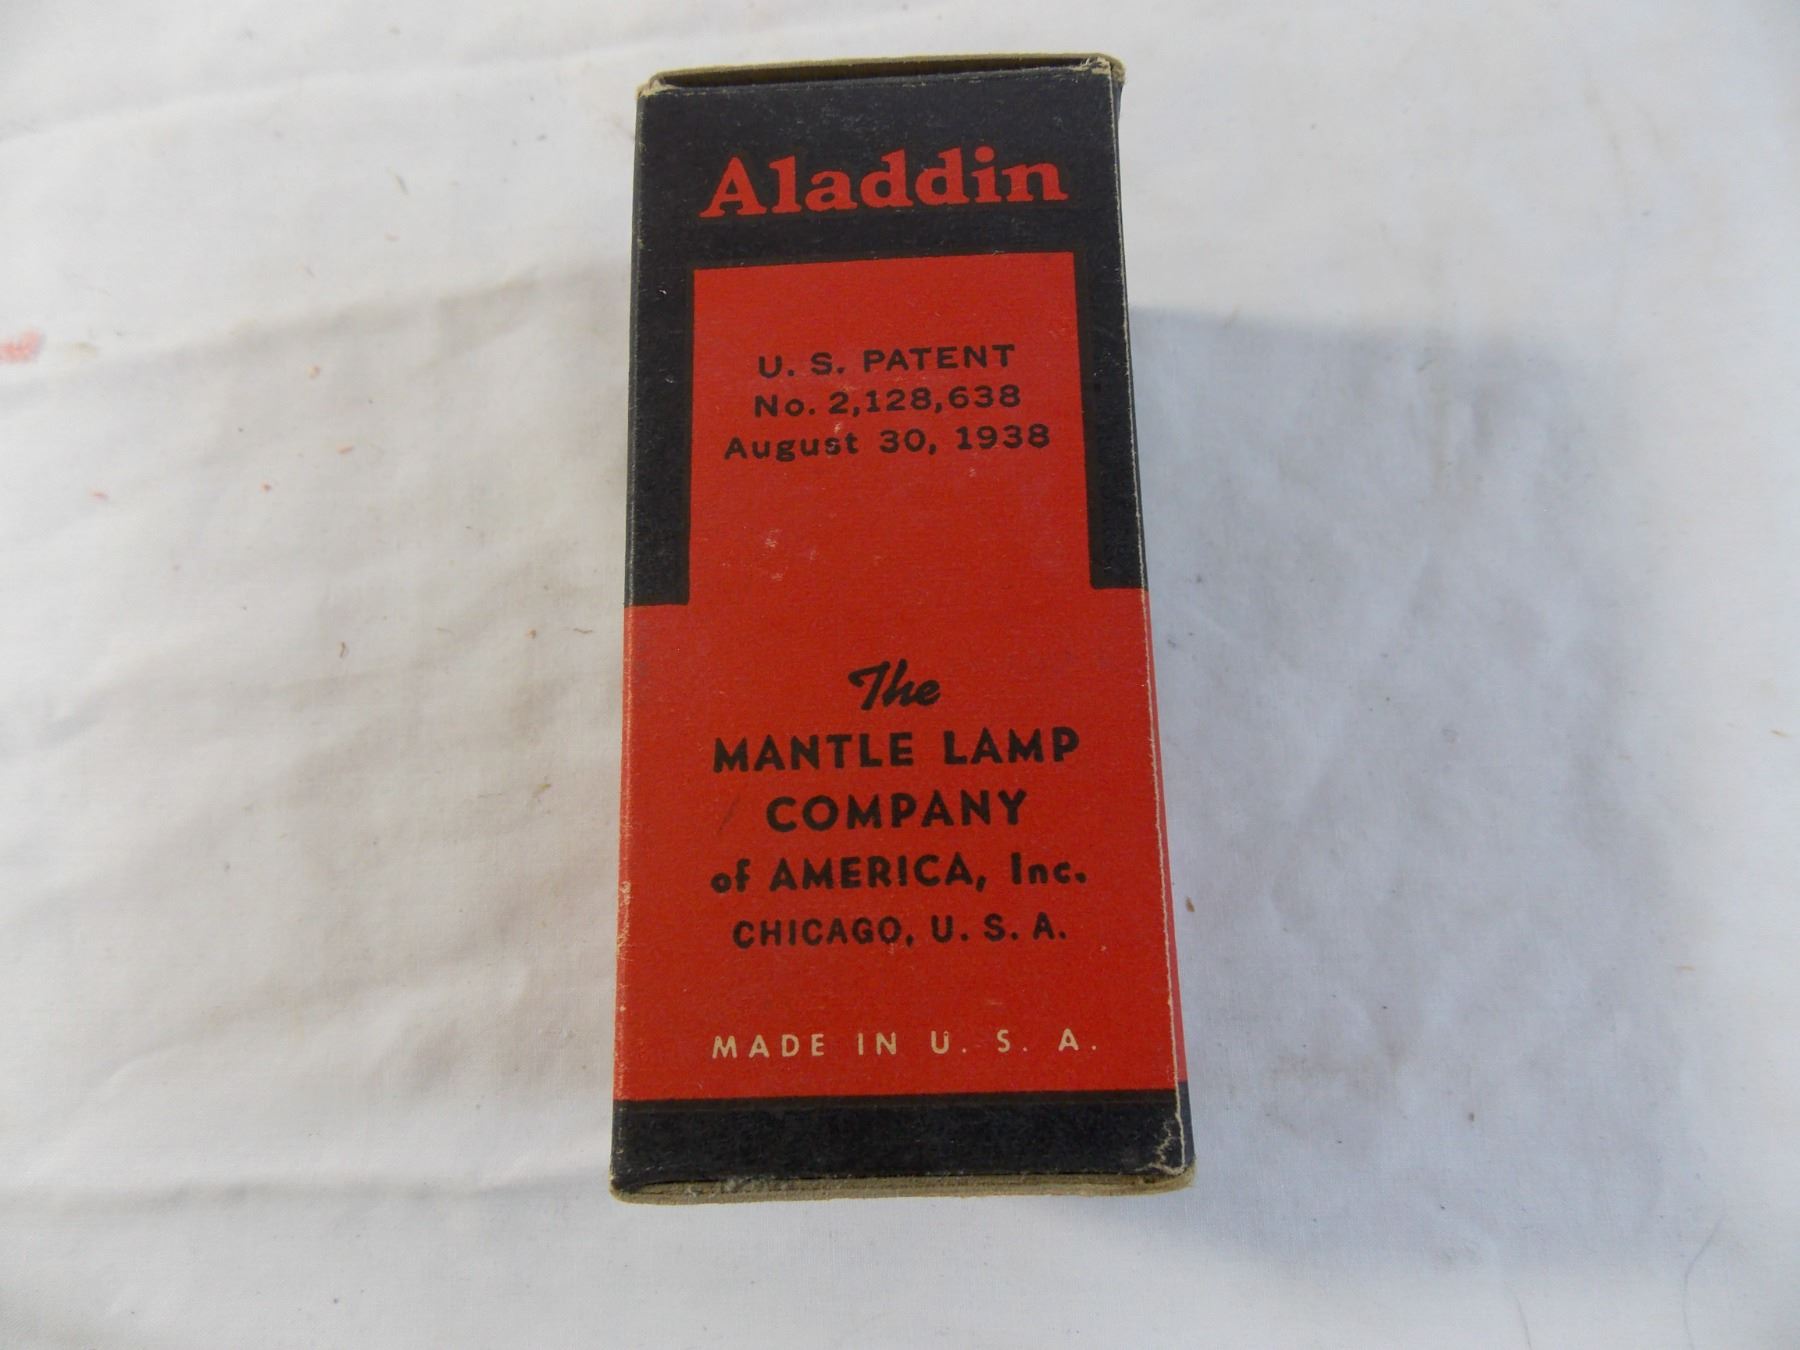 Aladdin
U. S. PATENT
No. 2,128,638
August 30, 1938
The
MANTLE LAMP
COMPANY
of AMERICA, Inc.
CHICAGO, U. S. A.
MADE IN U. S. A.